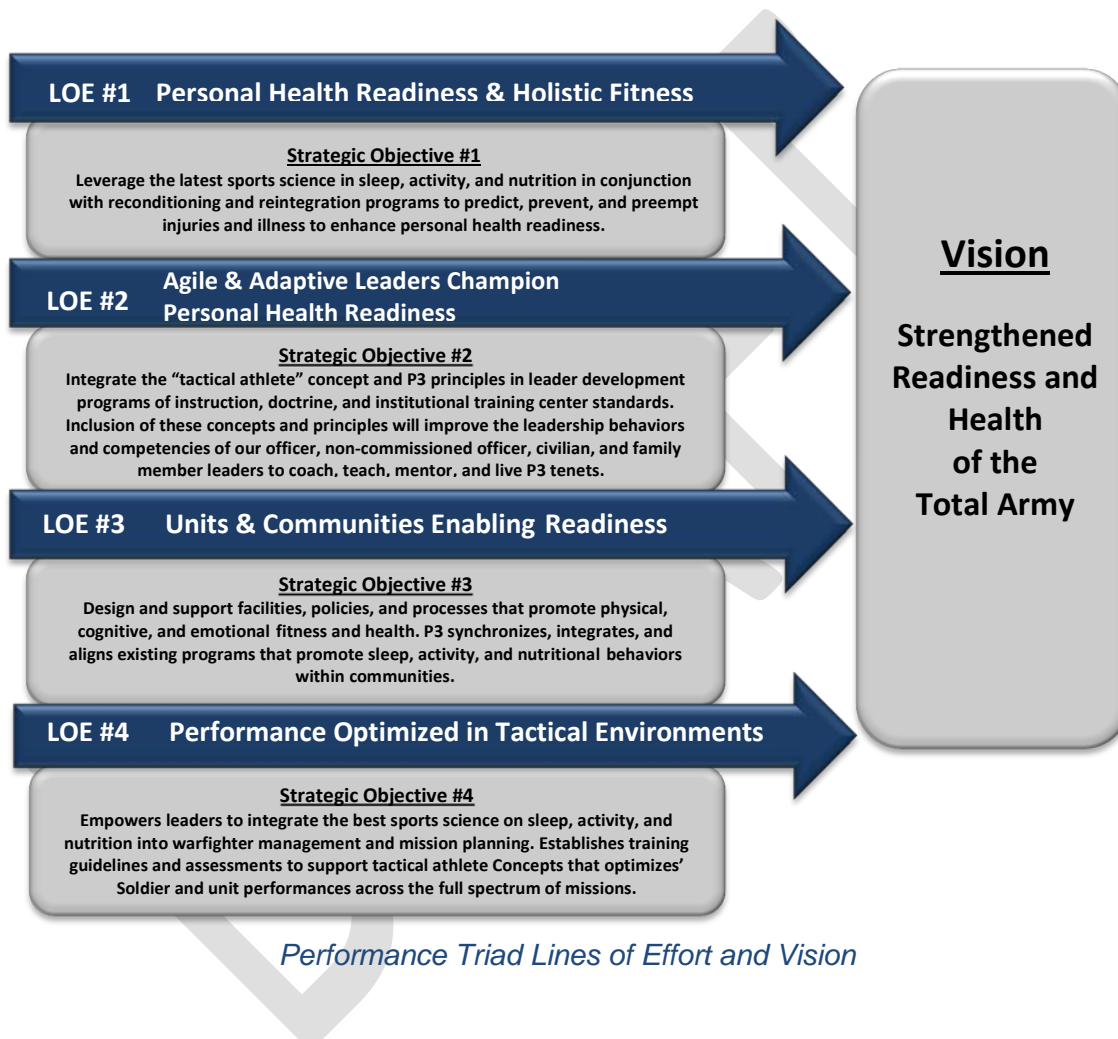 LOE #1 Personal Health Readiness & Holistic Fitness
Strategic Objective #1
Leverage the latest sports science in sleep, activity, and nutrition in conjunction
with reconditioning and reintegration programs to predict, prevent, and preempt
injuries and illness to enhance personal health readiness.
LOE #2 Agile & Adaptive Leaders Champion
Personal Health Readiness
Strategic Objective #2
Integrate the “tactical athlete” concept and P3 principles in leader development
programs of instruction, doctrine, and institutional training center standards.
Inclusion of these concepts and principles will improve the leadership behaviors
and competencies of our officer, non-commissioned officer, civilian, and family
member leaders to coach, teach, mentor, and live P3 tenets.
LOE #3 Units & Communities Enabling Readiness
Strategic Objective #3
Design and support facilities, policies, and processes that promote physical,
cognitive, and emotional fitness and health. P3 synchronizes, integrates, and
aligns existing programs that promote sleep, activity, and nutritional behaviors
within communities.
LOE #4 Performance Optimized in Tactical Environments
Strategic Objective #4
Empowers leaders to integrate the best sports science on sleep, activity, and
nutrition into warfighter management and mission planning. Establishes training
guidelines and assessments to support tactical athlete Concepts that optimizes’
Soldier and unit performances across the full spectrum of missions.
Vision
Strengthened
Readiness and
Health
of the
Total Army
Performance Triad Lines of Effort and Vision